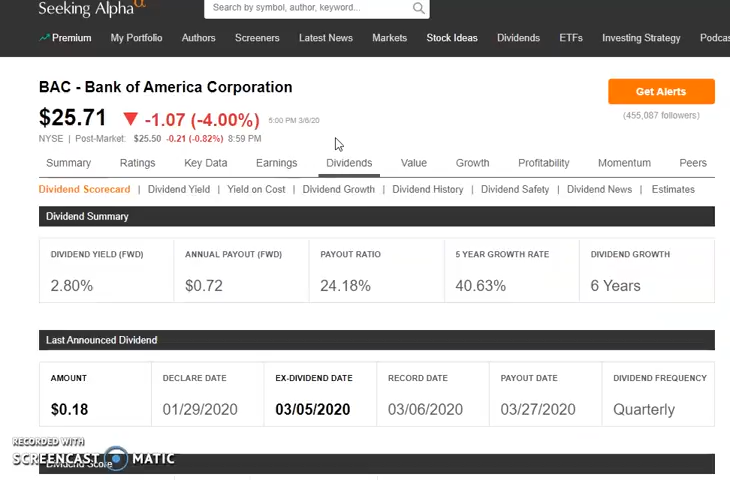 Seeking Alpha α
Search by symbol, author, keyword...
Premium My Portfolio Authors Screeners Latest News Markets Stock Ideas Dividends ETFs Investing Strategy Podcas
BAC - Bank of America Corporation
Get Alerts
$25.71 ▼ -1.07 (-4.00%) 5:00 PM 3/6/20
(455,087 followers)
NYSE | Post-Market: $25.50 -0.21 (-0.82%) 8:59 PM
Summary Ratings Key Data Earnings Dividends Value Growth Profitability Momentum Peers
Dividend Scorecard | Dividend Yield | Yield on Cost | Dividend Growth | Dividend History | Dividend Safety | Dividend News | Estimates
Dividend Summary
DIVIDEND YIELD (FWD) ANNUAL PAYOUT (FWD) PAYOUT RATIO 5 YEAR GROWTH RATE DIVIDEND GROWTH
2.80% $0.72 24.18% 40.63% 6 Years
Last Announced Dividend
AMOUNT DECLARE DATE EX-DIVIDEND DATE RECORD DATE PAYOUT DATE DIVIDEND FREQUENCY
$0.18 01/29/2020 03/05/2020 03/06/2020 03/27/2020 Quarterly
RECORDED WITH
SCREENCAST MATIC
Dividend Score